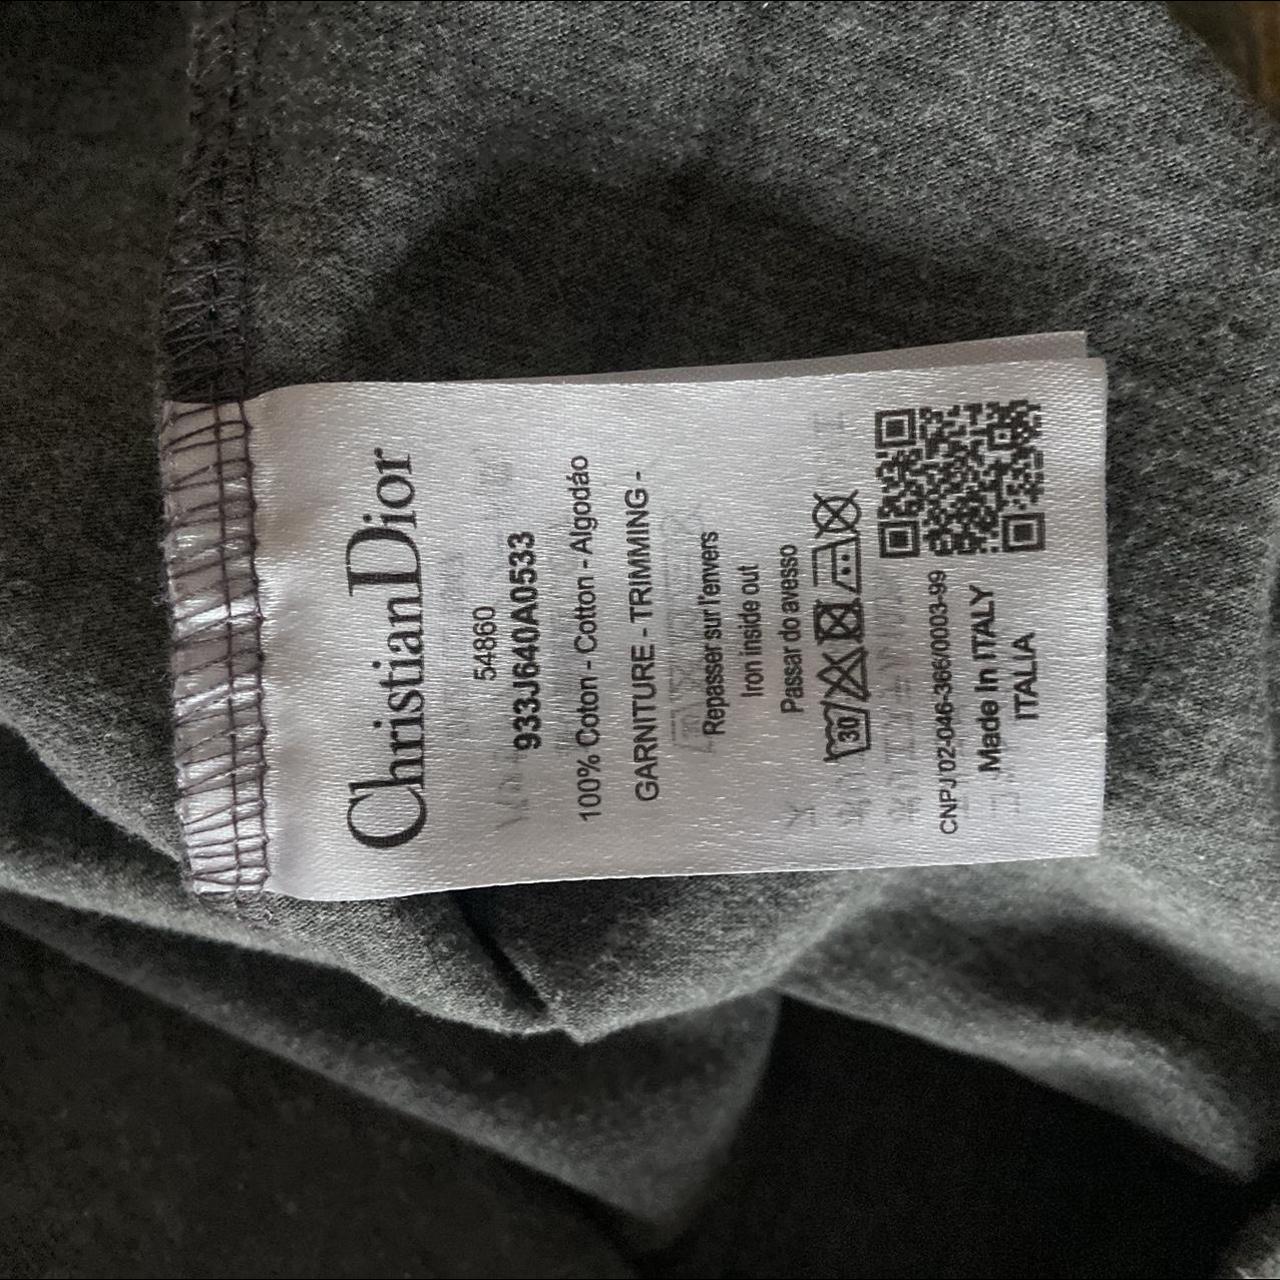 ChristianDior
54860
933J640A0533
100% Coton - Cotton - Algodáo
GARNITURE - TRIMMING -
Repasser sur l'envers
Iron inside out
Passar do avesso
30
CNPJ 02-046-366/0003-99
Made In ITALY
ITALIA